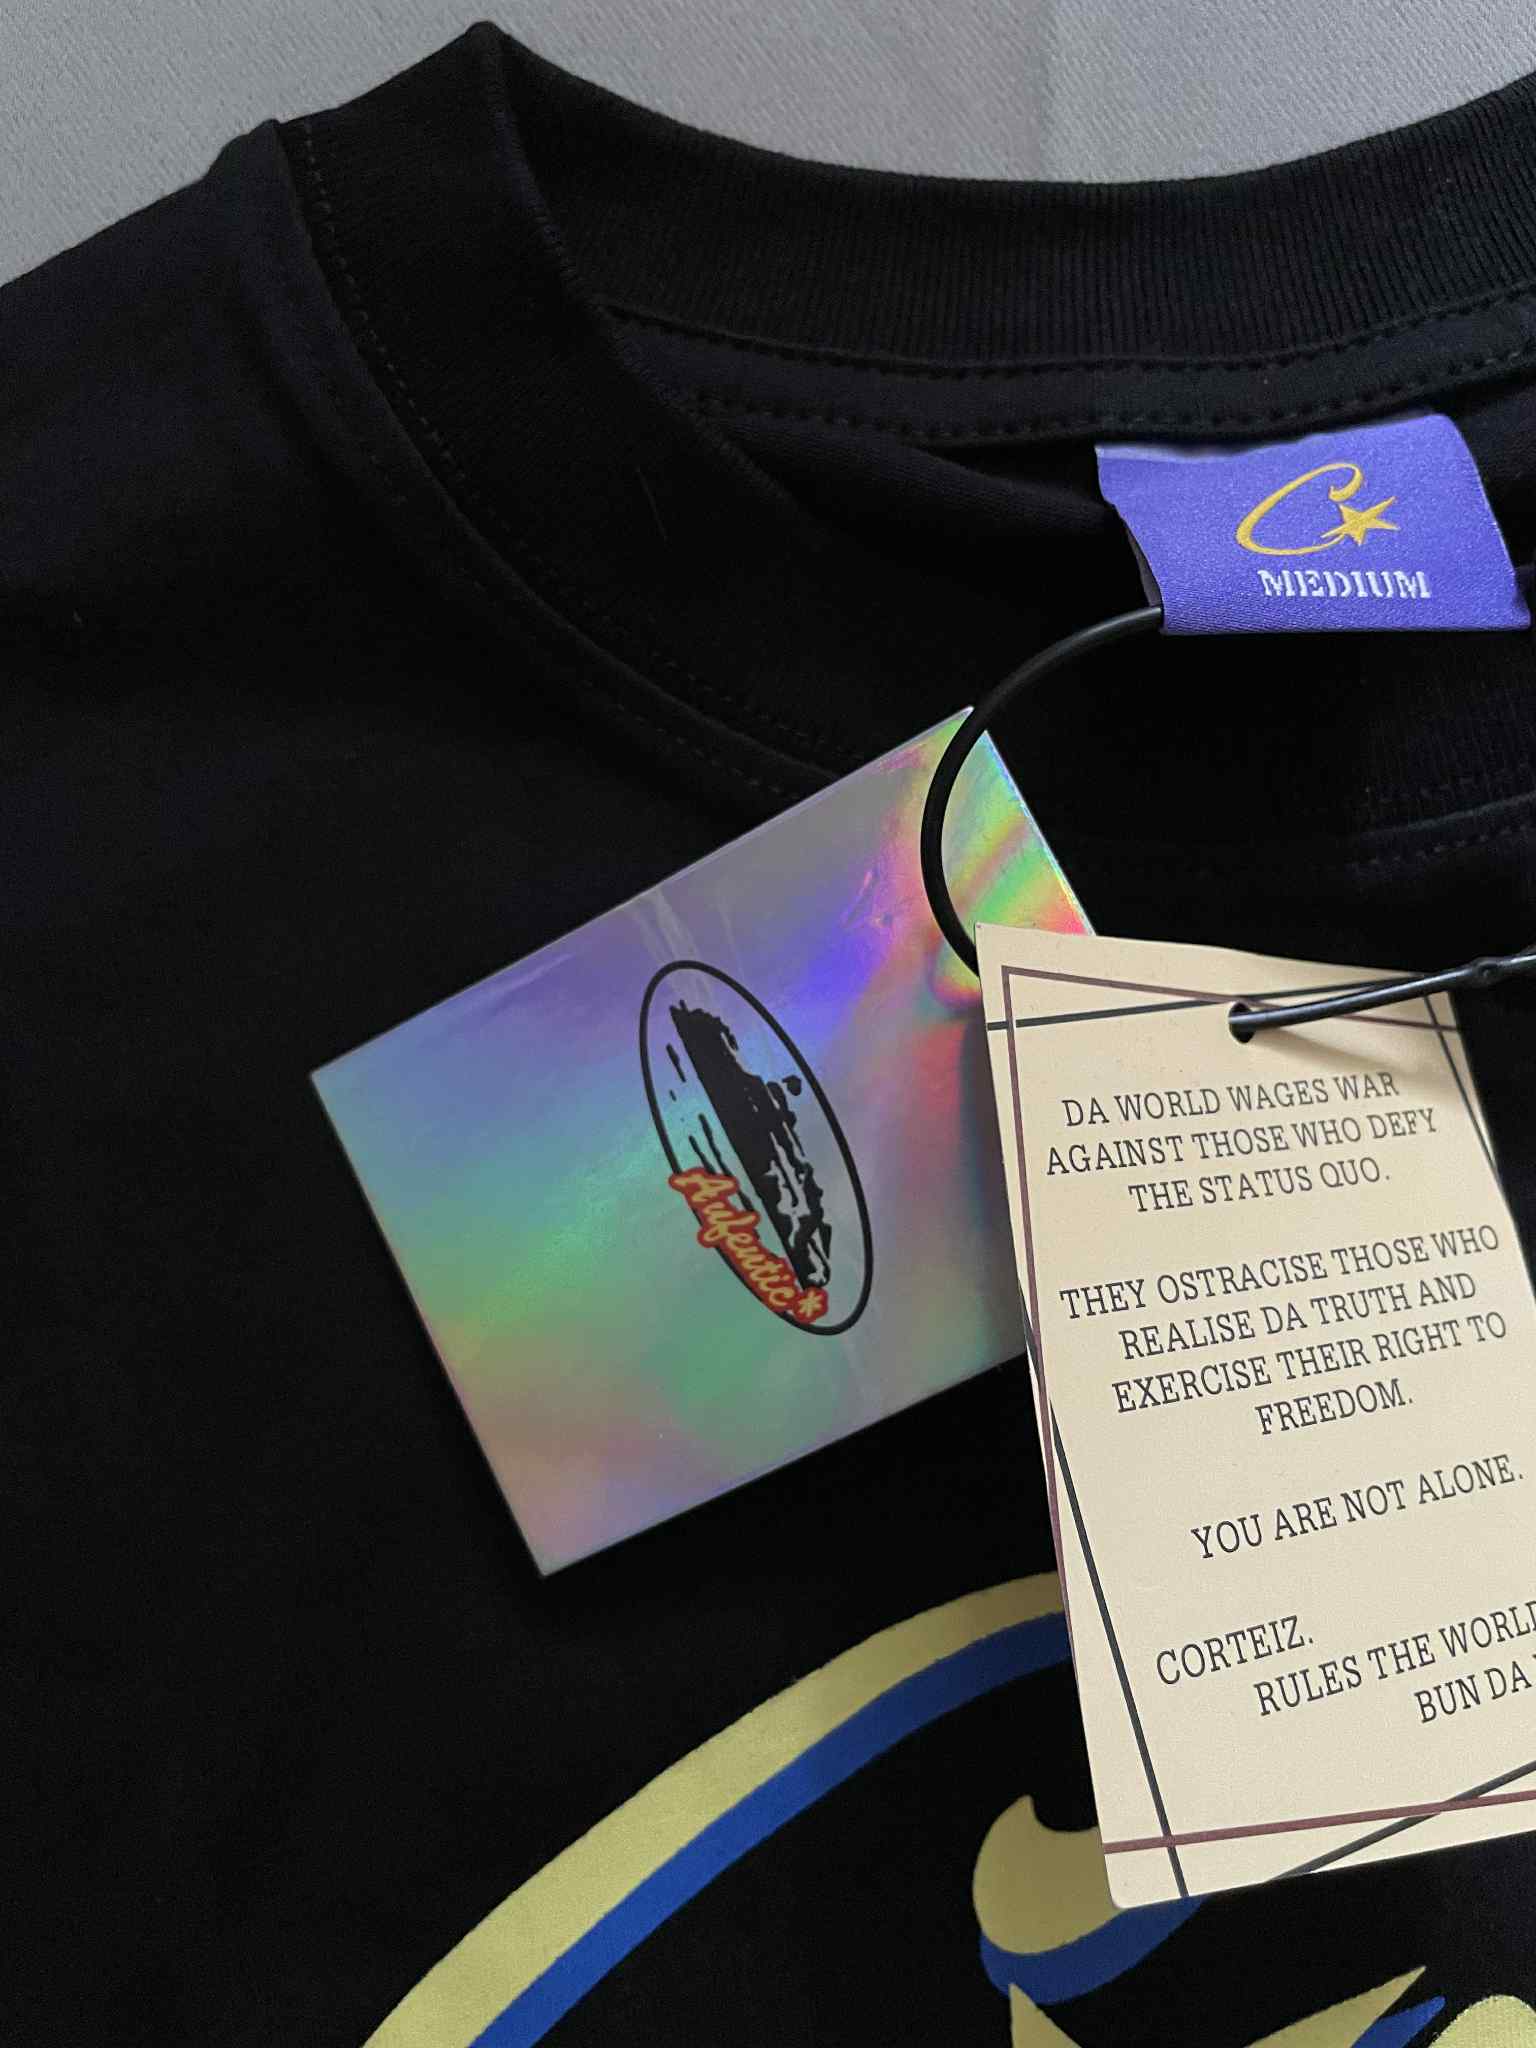 MEDIUM
Aufentic*
DA WORLD WAGES WAR
AGAINST THOSE WHO DEFY
THE STATUS QUO.
THEY OSTRACISE THOSE WHO
REALISE DA TRUTH AND
EXERCISE THEIR RIGHT TO
FREEDOM.
YOU ARE NOT ALONE.
CORTEIZ.
RULES THE WORLD
BUN DA